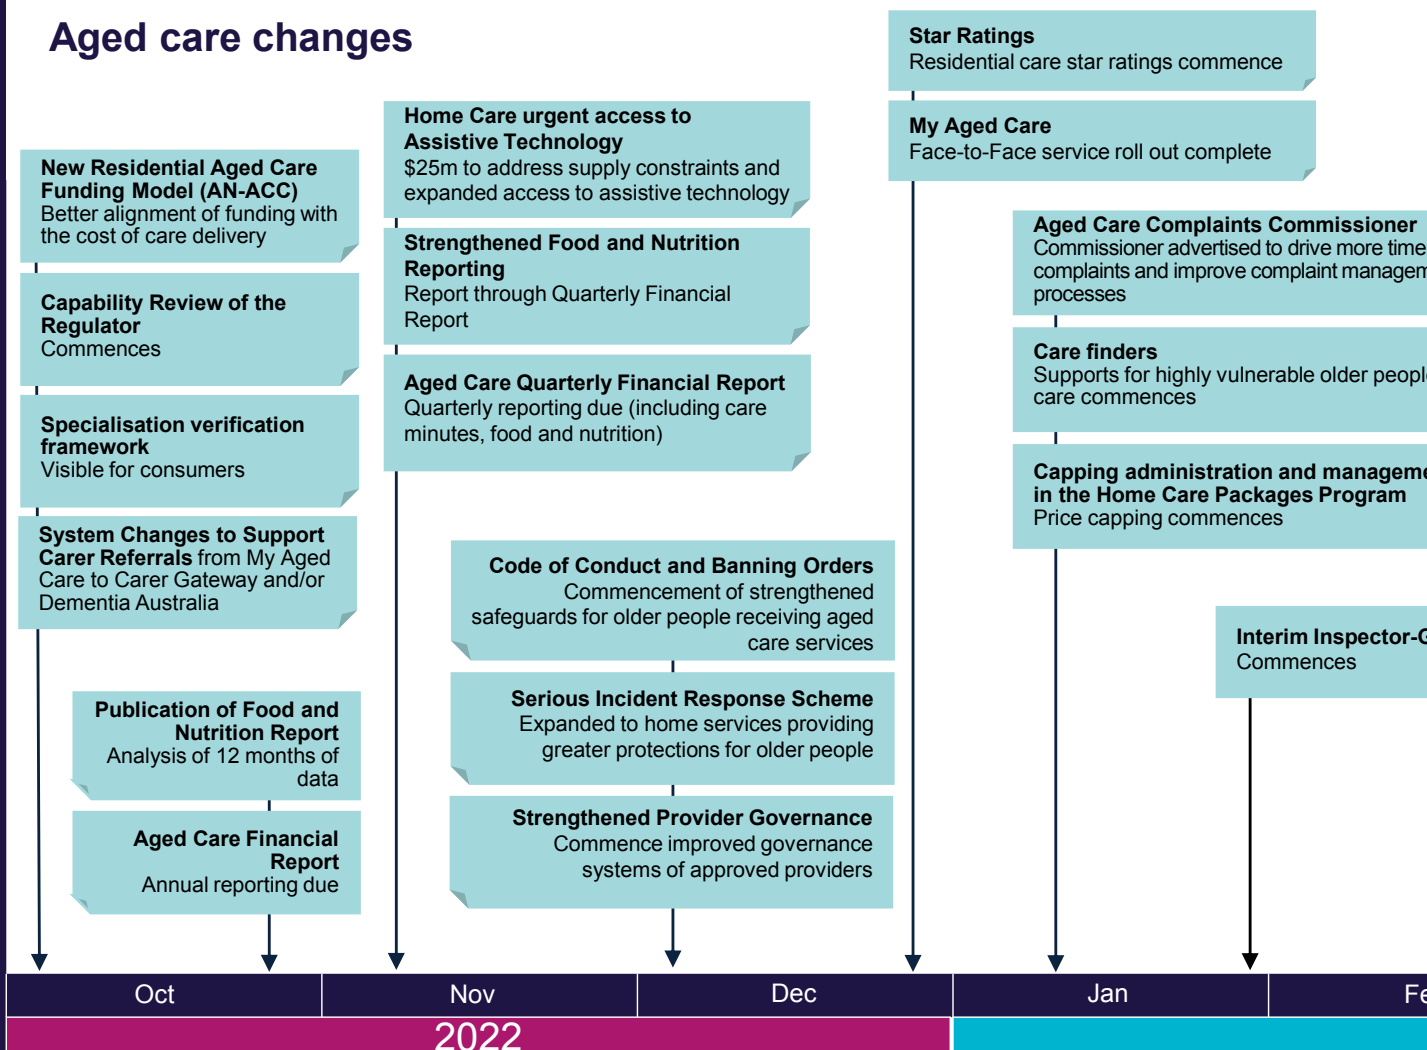 Aged care changes
New Residential Aged Care
Funding Model (AN-ACC)
Better alignment of funding with
the cost of care delivery
Capability Review of the
Regulator
Commences
Specialisation verification
framework
Visible for consumers
System Changes to Support
Carer Referrals from My Aged
Care to Carer Gateway and/or
Dementia Australia
Publication of Food and
Nutrition Report
Analysis of 12 months of
data
Aged Care Financial
Report
Annual reporting due
Home Care urgent access to
Assistive Technology
$25m to address supply constraints and
expanded access to assistive technology
Strengthened Food and Nutrition
Reporting
Report through Quarterly Financial
Report
Aged Care Quarterly Financial Report
Quarterly reporting due (including care
minutes, food and nutrition)
Code of Conduct and Banning Orders
Commencement of strengthened
safeguards for older people receiving aged
care services
Serious Incident Response Scheme
Expanded to home services providing
greater protections for older people
Strengthened Provider Governance
Commence improved governance
systems of approved providers
Star Ratings
Residential care star ratings commence
My Aged Care
Face-to-Face service roll out complete
Aged Care Complaints Commissioner
Commissioner advertised to drive more time
complaints and improve complaint managem
processes
Care finders
Supports for highly vulnerable older peopl
care commences
Capping administration and manageme
in the Home Care Packages Program
Price capping commences
Interim Inspector-G
Commences
Oct
Nov
Dec
Jan
Fe
2022